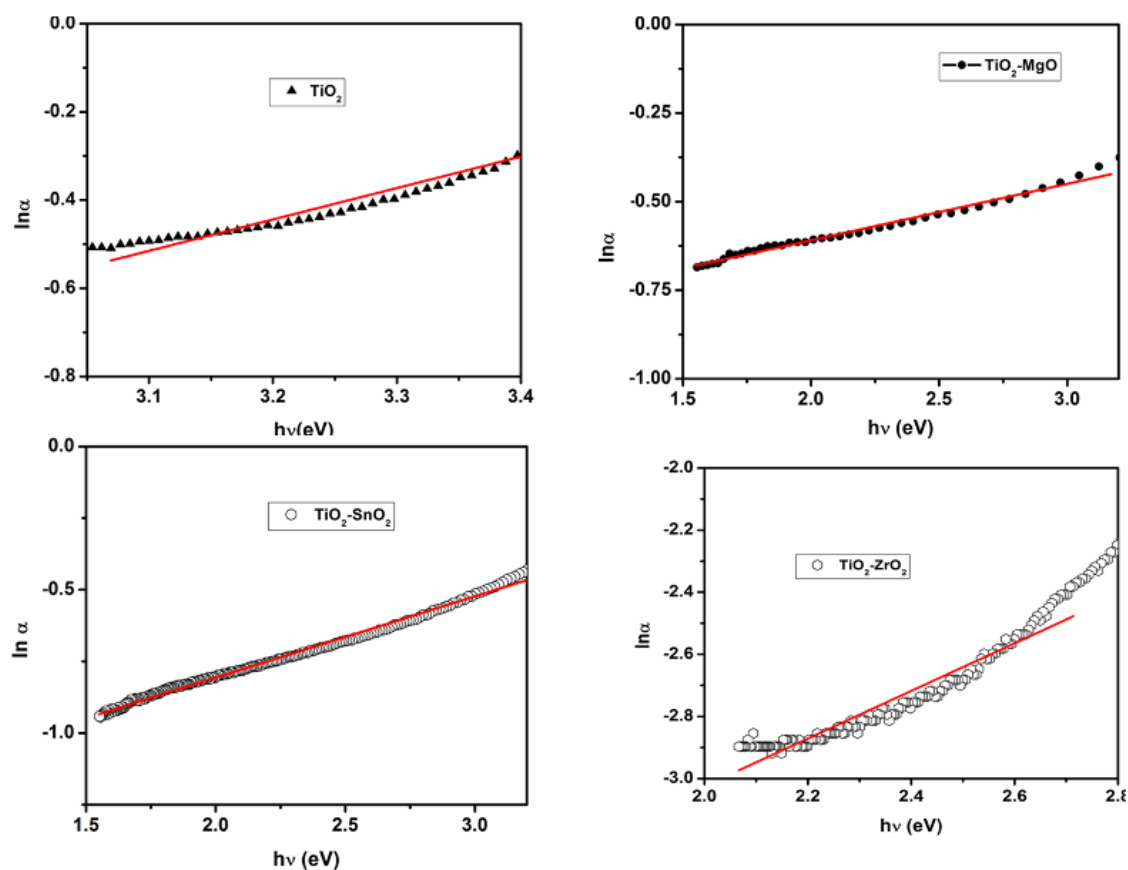 0.0
-0.2
-0.4
-0.6
-0.8
lnα
TiO₂
3.1 3.2 3.3 3.4
hν(eV)
0.00
-0.25
-0.50
-0.75
-1.00
lnα
TiO₂-MgO
1.5 2.0 2.5 3.0
hν (eV)
0.0
-0.5
-1.0
ln α
TiO₂-SnO₂
1.5 2.0 2.5 3.0
hν (eV)
-2.0
-2.2
-2.4
-2.6
-2.8
-3.0
lnα
TiO₂-ZrO₂
2.0 2.2 2.4 2.6 2.8
hν (eV)